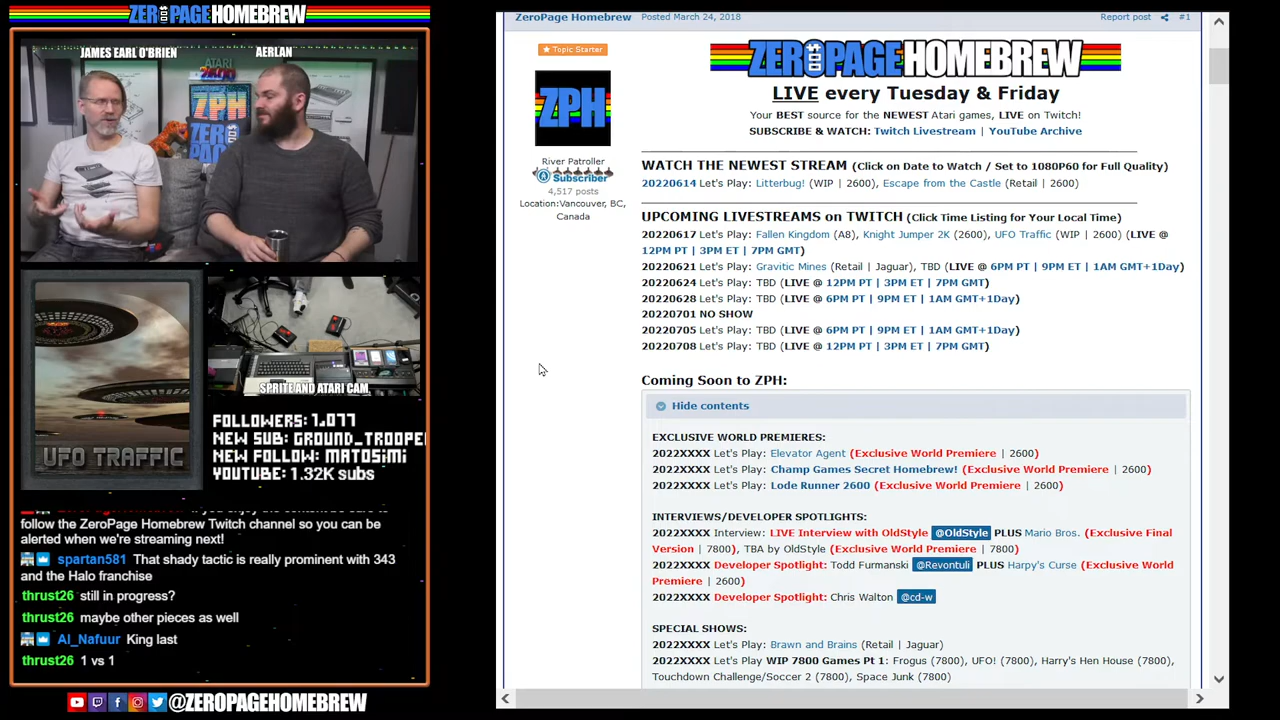 ZEROPAGEHOMEBREW
JAMES EARL O'BRIEN
AERLAN
ATARI
2600
ZPH
ZERO
PAGE
UFO TRAFFIC
SPRITE AND ATARI CAM
FOLLOWERS: 1,077
NEW SUB: GROUND_TROOPER
NEW FOLLOW: MATOSIMI
YOUTUBE: 1.32K subs
follow the ZeroPage Homebrew Twitch channel so you can be
alerted when we're streaming next!
spartan581 That shady tactic is really prominent with 343
and the Halo franchise
thrust26 still in progress?
thrust26 maybe other pieces as well
Al_Nafuur King last
thrust26 1 vs 1
@ZEROPAGEHOMEBREW
ZeroPage Homebrew Posted March 24, 2018 Report post #1
Topic Starter
ZPH
River Patroller
Subscriber
4,517 posts
Location:Vancouver, BC,
Canada
ZEROPAGEHOMEBREW
LIVE every Tuesday & Friday
Your BEST source for the NEWEST Atari games, LIVE on Twitch!
SUBSCRIBE & WATCH: Twitch Livestream | YouTube Archive
WATCH THE NEWEST STREAM (Click on Date to Watch / Set to 1080P60 for Full Quality)
20220614 Let's Play: Litterbug! (WIP | 2600), Escape from the Castle (Retail | 2600)
UPCOMING LIVESTREAMS on TWITCH (Click Time Listing for Your Local Time)
20220617 Let's Play: Fallen Kingdom (A8), Knight Jumper 2K (2600), UFO Traffic (WIP | 2600) (LIVE @
12PM PT | 3PM ET | 7PM GMT)
20220621 Let's Play: Gravitic Mines (Retail | Jaguar), TBD (LIVE @ 6PM PT | 9PM ET | 1AM GMT+1Day)
20220624 Let's Play: TBD (LIVE @ 12PM PT | 3PM ET | 7PM GMT)
20220628 Let's Play: TBD (LIVE @ 6PM PT | 9PM ET | 1AM GMT+1Day)
20220701 NO SHOW
20220705 Let's Play: TBD (LIVE @ 6PM PT | 9PM ET | 1AM GMT+1Day)
20220708 Let's Play: TBD (LIVE @ 12PM PT | 3PM ET | 7PM GMT)
Coming Soon to ZPH:
Hide contents
EXCLUSIVE WORLD PREMIERES:
2022XXXX Let's Play: Elevator Agent (Exclusive World Premiere | 2600)
2022XXXX Let's Play: Champ Games Secret Homebrew! (Exclusive World Premiere | 2600)
2022XXXX Let's Play: Lode Runner 2600 (Exclusive World Premiere | 2600)
INTERVIEWS/DEVELOPER SPOTLIGHTS:
2022XXXX Interview: LIVE Interview with OldStyle @OldStyle PLUS Mario Bros. (Exclusive Final
Version | 7800), TBA by OldStyle (Exclusive World Premiere | 7800)
2022XXXX Developer Spotlight: Todd Furmanski @Revontuli PLUS Harpy's Curse (Exclusive World
Premiere | 2600)
2022XXXX Developer Spotlight: Chris Walton @cd-w
SPECIAL SHOWS:
2022XXXX Let's Play: Brawn and Brains (Retail | Jaguar)
2022XXXX Let's Play WIP 7800 Games Pt 1: Frogus (7800), UFO! (7800), Harry's Hen House (7800),
Touchdown Challenge/Soccer 2 (7800), Space Junk (7800)